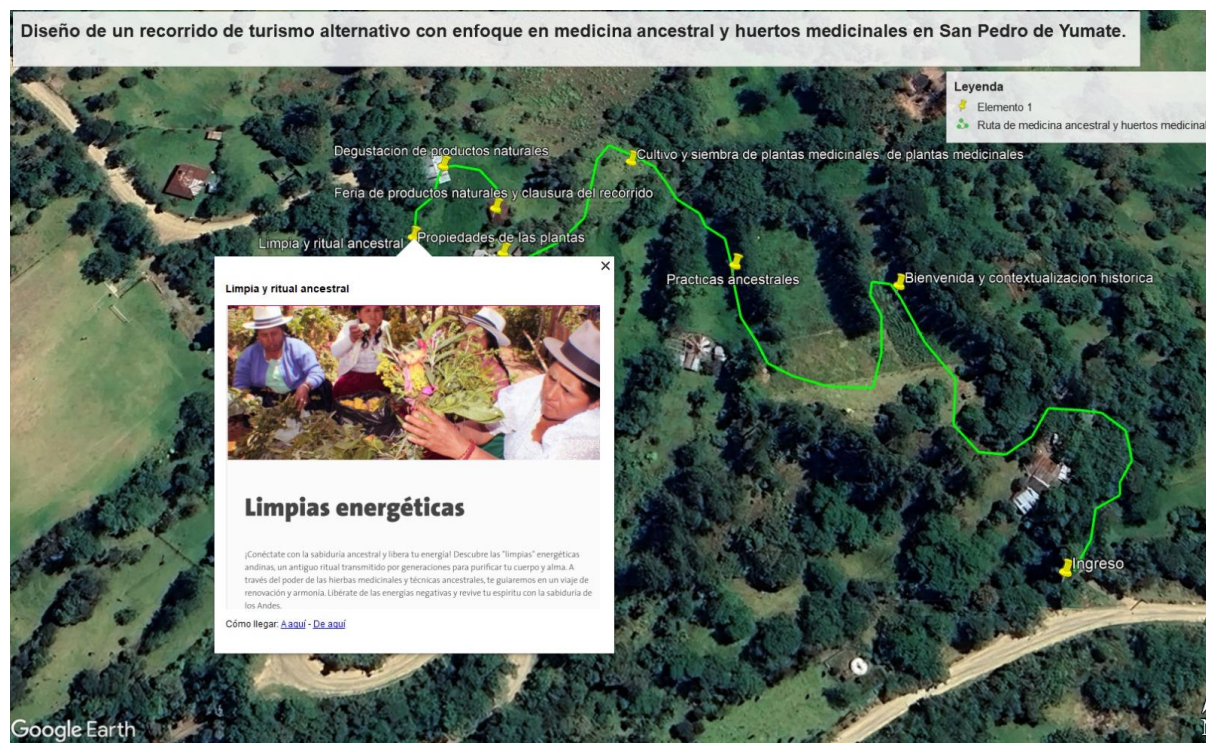 Diseño de un recorrido de turismo alternativo con enfoque en medicina ancestral y huertos medicinales en San Pedro de Yumate.
Leyenda
Elemento 1
Ruta de medicina ancestral y huertos medicinal
Degustacion de productos naturales
Cultivo y siembra de plantas medicinales de plantas medicinales
Feria de productos naturales y clausura del recorrido
Limpia y ritual ancestral
Propiedades de las plantas
Practicas ancestrales
Bienvenida y contextualizacion historica
Ingreso
Limpia y ritual ancestral
Limpias energéticas
¡Conéctate con la sabiduría ancestral y libera tu energía! Descubre las "limpias" energéticas
andinas, un antiguo ritual transmitido por generaciones para purificar tu cuerpo y alma. A
través del poder de las hierbas medicinales y técnicas ancestrales, te guiaremos en un viaje de
renovación y armonía. Libérate de las energías negativas y revive tu espíritu con la sabiduría de
los Andes.
Cómo llegar: A aquí - De aquí
Google Earth